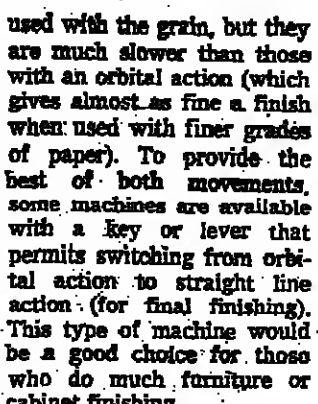 used with the grain, but they
are much slower than those
with an orbital action (which
gives almost as fine a finish
when used with finer grades
of paper). To provide the
best of both movements,
some machines are available
with a key or lever that
permits switching from orbi-
tal action to straight line
action (for final finishing).
This type of machine would
be a good choice for those
who do much furniture or
cabinet finishing.